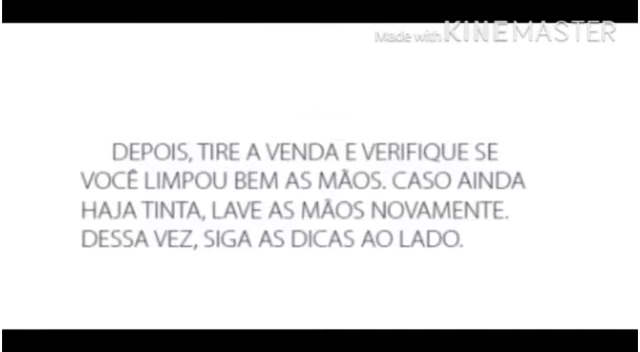 Made with KINEMASTER
DEPOIS, TIRE A VENDA E VERIFIQUE SE
VOCÊ LIMPOU BEM AS MÃOS. CASO AINDA
HAJA TINTA, LAVE AS MÃOS NOVAMENTE.
DESSA VEZ, SIGA AS DICAS AO LADO.